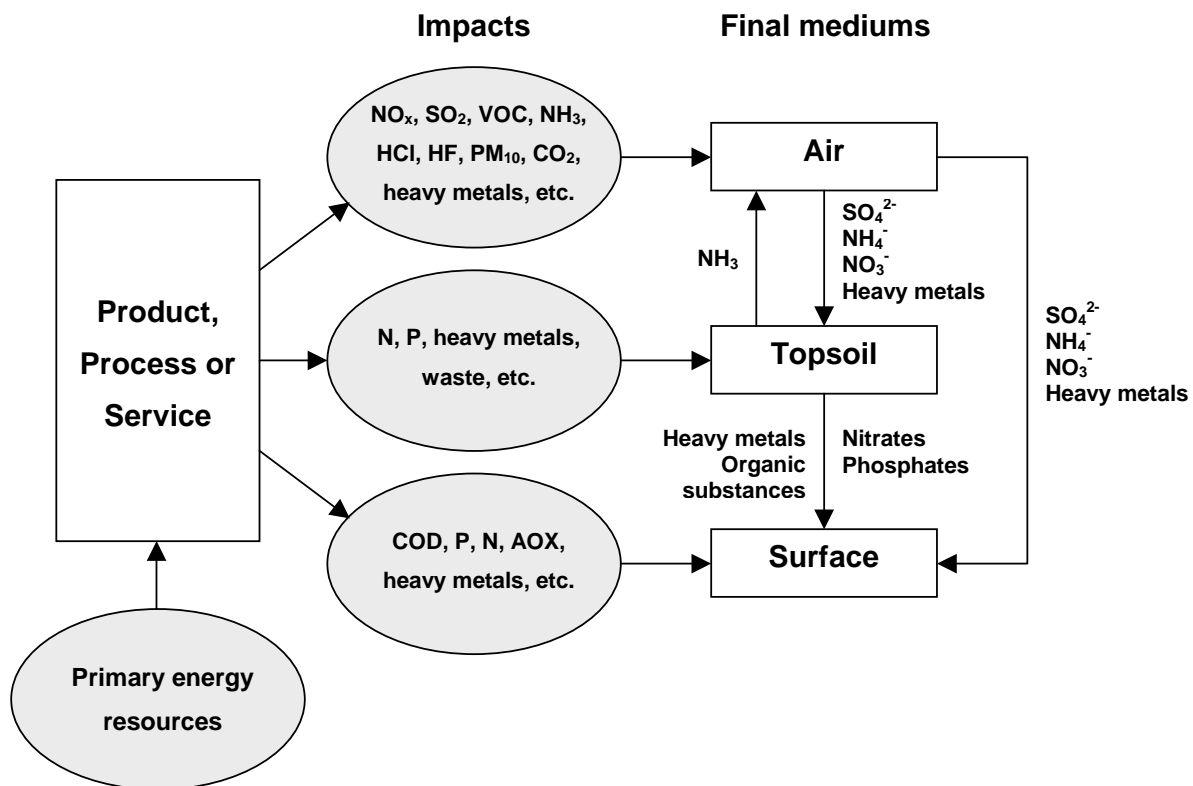 Impacts
Final mediums
NOₓ, SO₂, VOC, NH₃,
HCl, HF, PM₁₀, CO₂,
heavy metals, etc.
Air
SO₄²⁻
NH₄⁻
NO₃⁻
Heavy metals
NH₃
Product,
Process or
Service
N, P, heavy metals,
waste, etc.
Topsoil
SO₄²⁻
NH₄⁻
NO₃⁻
Heavy metals
Heavy metals
Organic
substances
Nitrates
Phosphates
COD, P, N, AOX,
heavy metals, etc.
Surface
Primary energy
resources